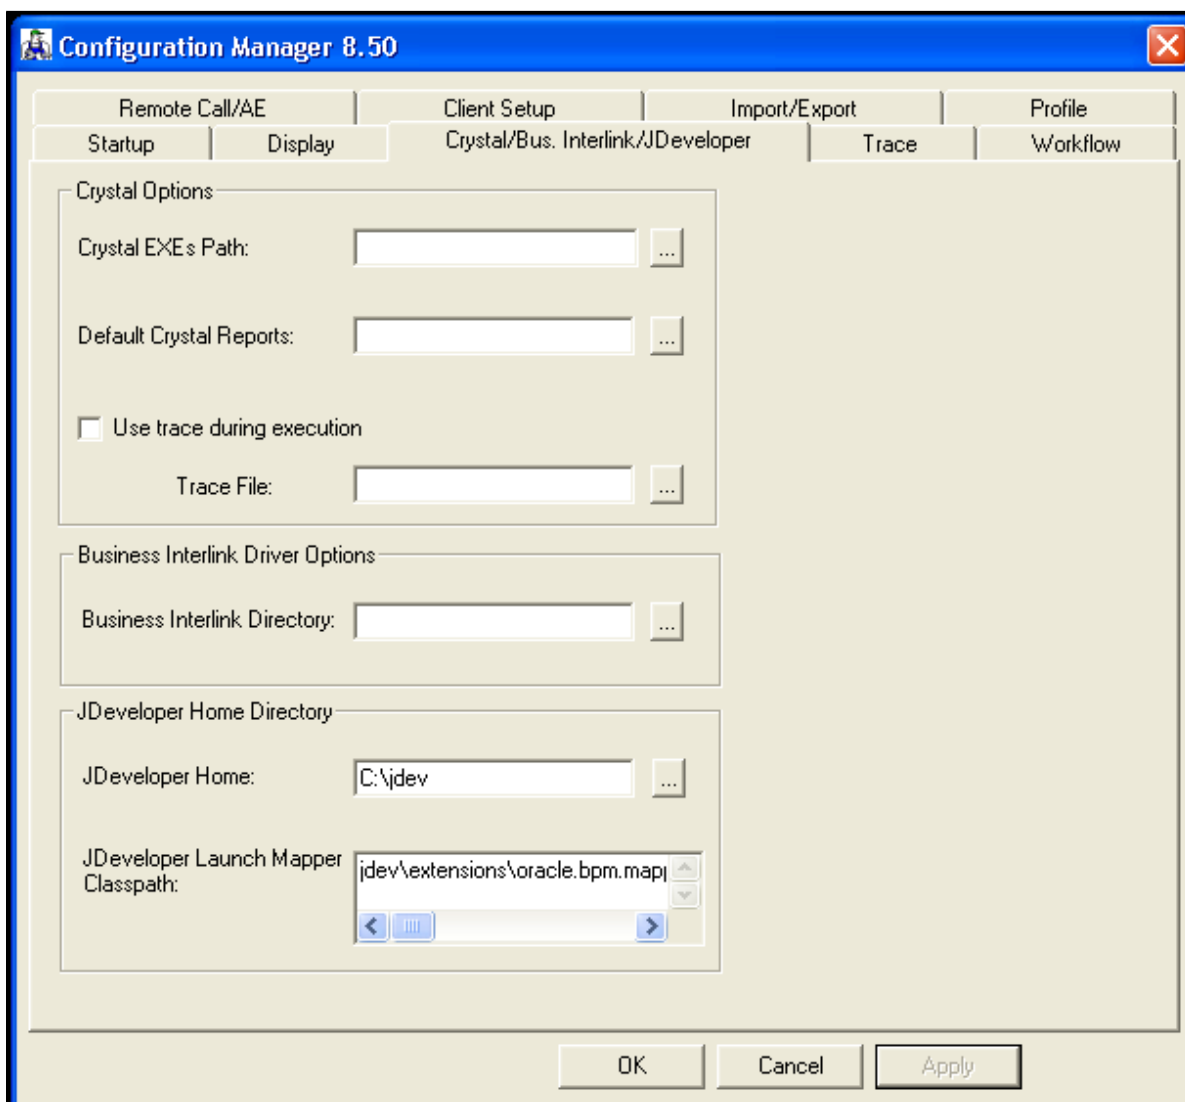 Configuration Manager 8.50
Remote Call/AE Client Setup Import/Export Profile
Startup Display Crystal/Bus. Interlink/JDeveloper Trace Workflow
Crystal Options
Crystal EXEs Path: ...
Default Crystal Reports: ...
Use trace during execution
Trace File: ...
Business Interlink Driver Options
Business Interlink Directory: ...
JDeveloper Home Directory
JDeveloper Home: C:\jdev ...
JDeveloper Launch Mapper
Classpath:
jdev\extensions\oracle.bpm.mapp
OK Cancel Apply